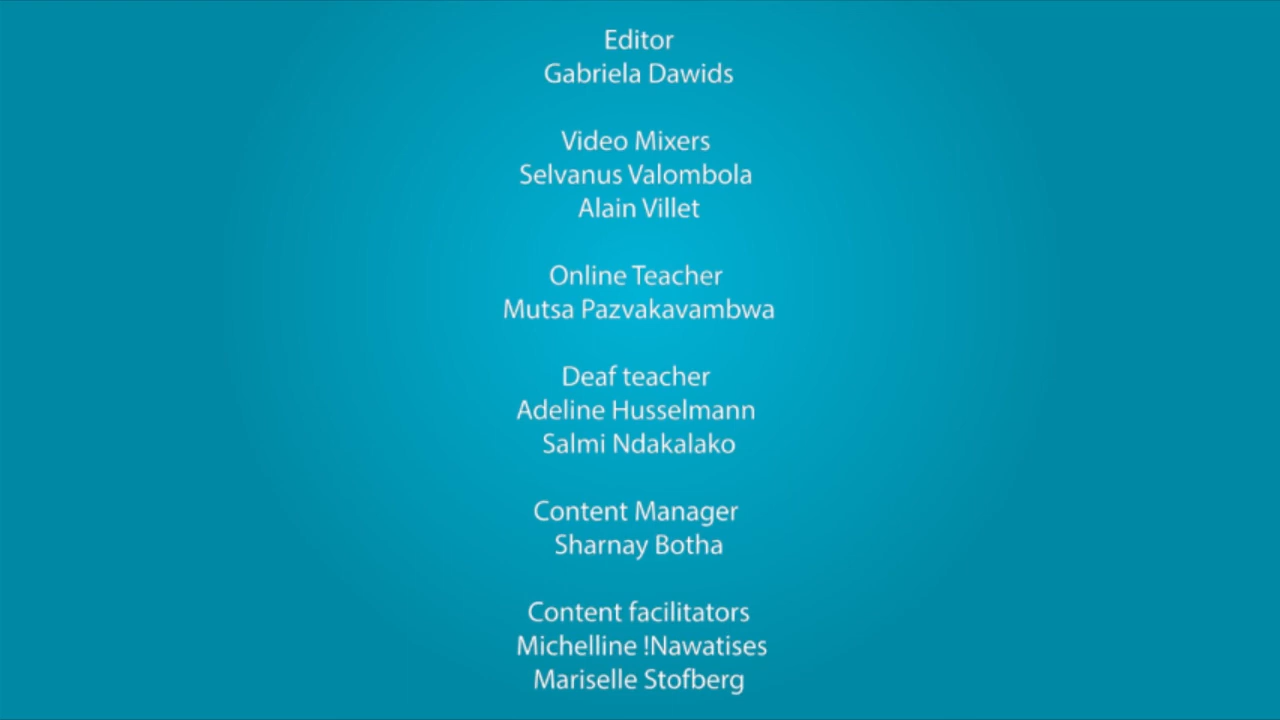 Editor
Gabriela Dawids
Video Mixers
Selvanus Valombola
Alain Villet
Online Teacher
Mutsa Pazvakavambwa
Deaf teacher
Adeline Husselmann
Salmi Ndakalako
Content Manager
Sharnay Botha
Content facilitators
Michelline !Nawatises
Mariselle Stofberg